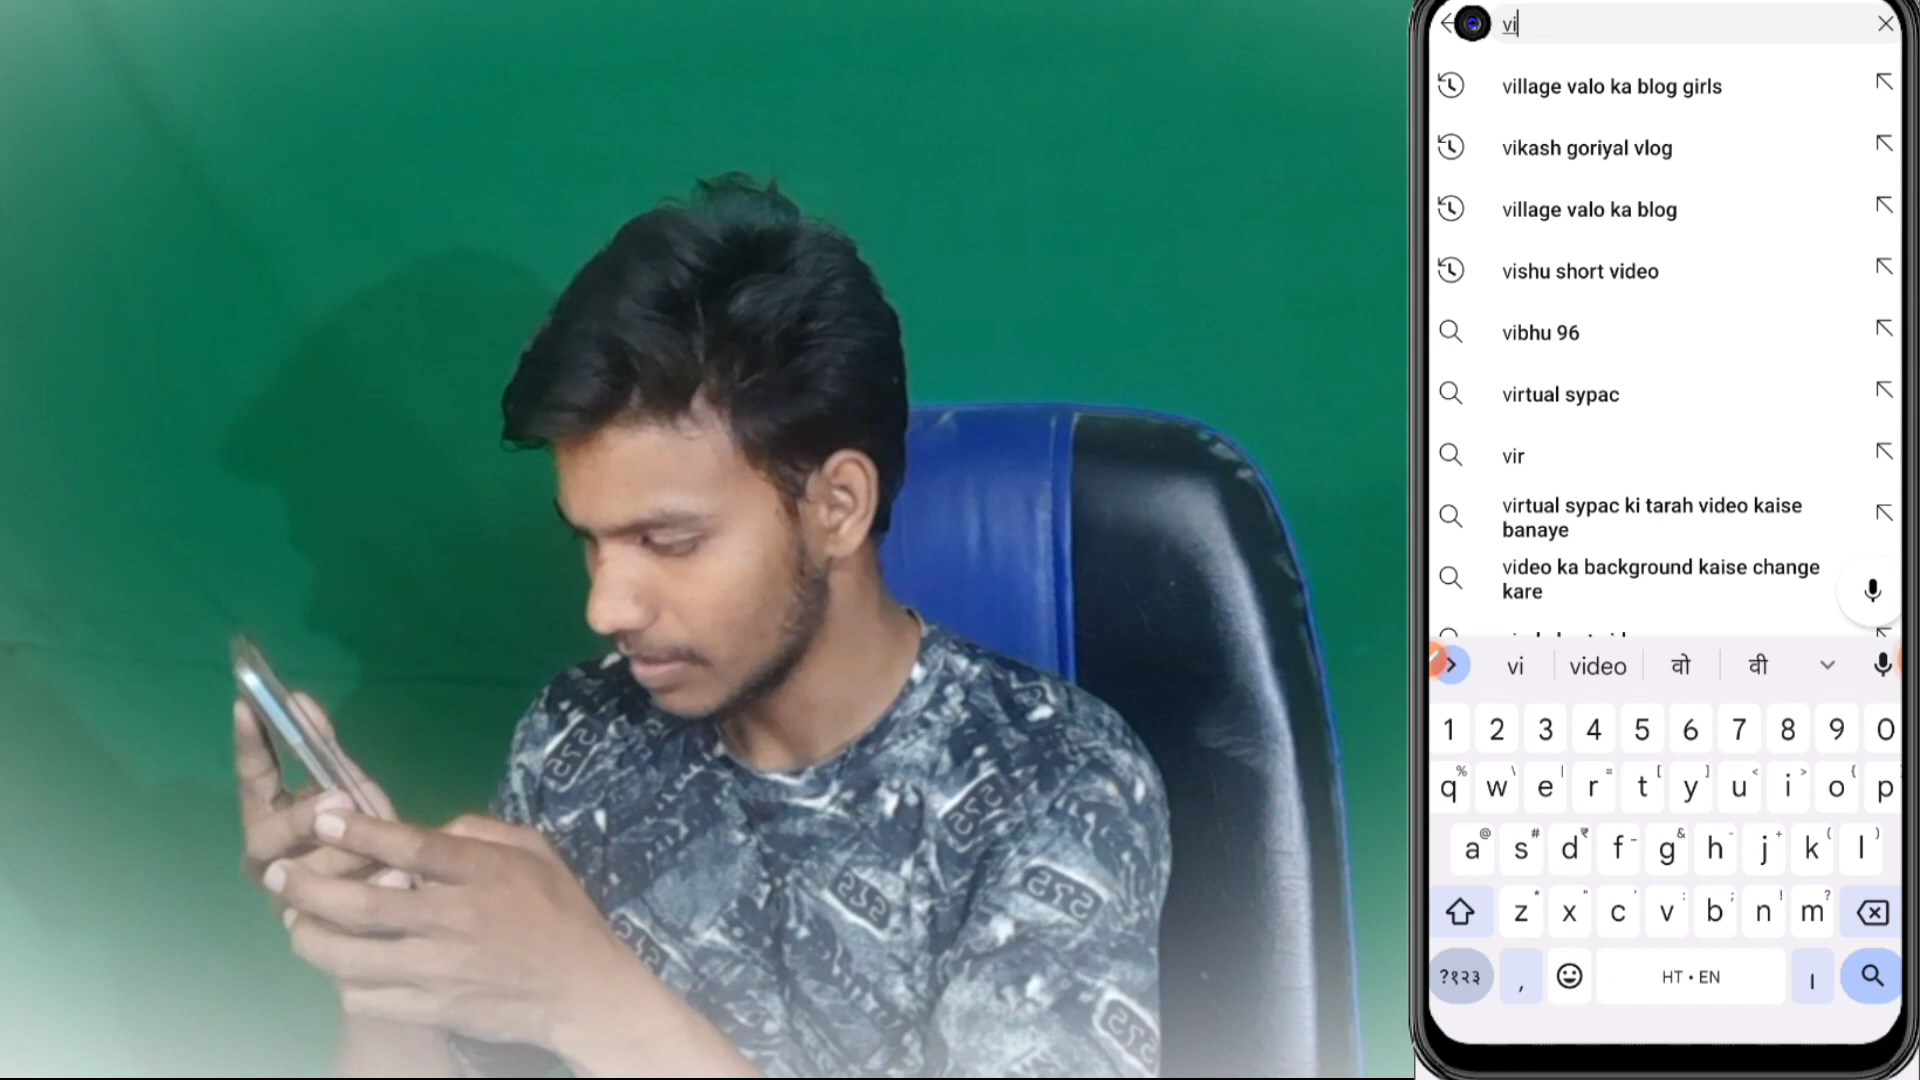 vi
village valo ka blog girls
vikash goriyal vlog
village valo ka blog
vishu short video
vibhu 96
virtual sypac
vir
virtual sypac ki tarah video kaise
banaye
video ka background kaise change
kare
vi video वो वी
1 2 3 4 5 6 7 8 9 0
q% w\ e| r= t[ y] u< i> o{ p
a@ s# d₹ f- g& h- j+ k( l)
z* x" c' v: b; n! m?
?१२३ , HT • EN ।